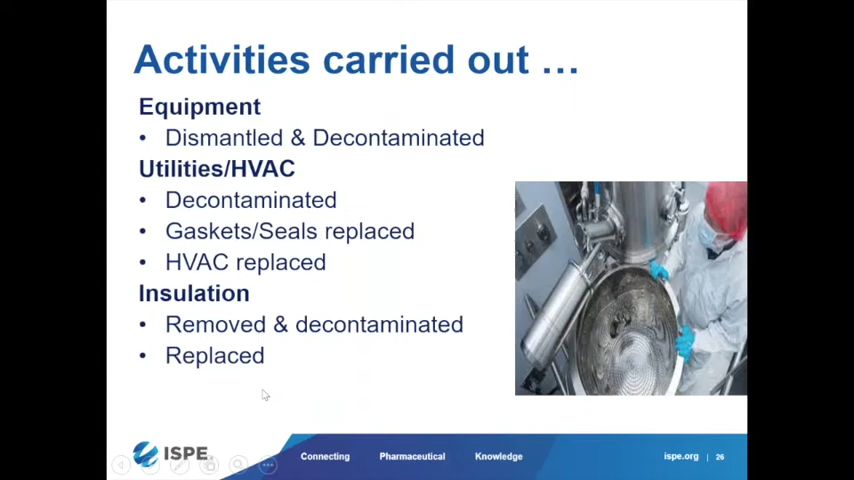 Activities carried out …
Equipment
• Dismantled & Decontaminated
Utilities/HVAC
• Decontaminated
• Gaskets/Seals replaced
• HVAC replaced
Insulation
• Removed & decontaminated
• Replaced
ISPE
Connecting Pharmaceutical Knowledge
ispe.org | 26